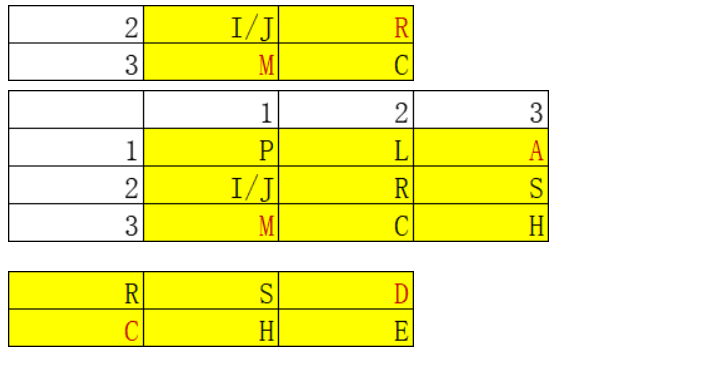 2 I/J R
3 M C
1 2 3
1 P L A
2 I/J R S
3 M C H
R S D
C H E